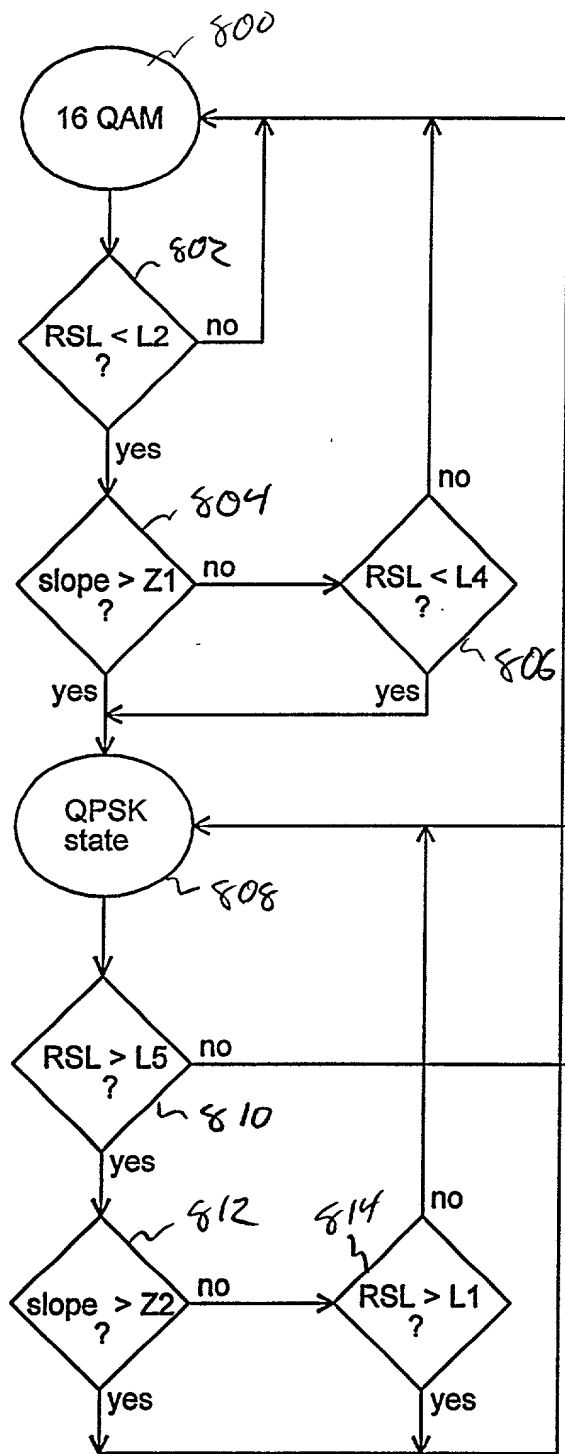 800
16 QAM
802
RSL < L2
?
no
yes
804
no
slope > Z1
?
no
RSL < L4
?
806
yes
yes
QPSK
state
808
RSL > L5
?
no
810
yes
812
814
no
slope > Z2
?
no
RSL > L1
?
yes
yes